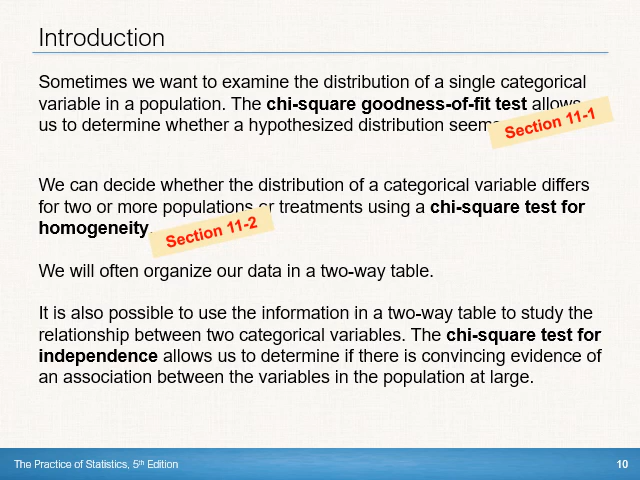 Introduction
Sometimes we want to examine the distribution of a single categorical
variable in a population. The chi-square goodness-of-fit test allows
us to determine whether a hypothesized distribution seems
Section 11-1
We can decide whether the distribution of a categorical variable differs
for two or more populations or treatments using a chi-square test for
homogeneity.
Section 11-2
We will often organize our data in a two-way table.
It is also possible to use the information in a two-way table to study the
relationship between two categorical variables. The chi-square test for
independence allows us to determine if there is convincing evidence of
an association between the variables in the population at large.
The Practice of Statistics, 5th Edition
10